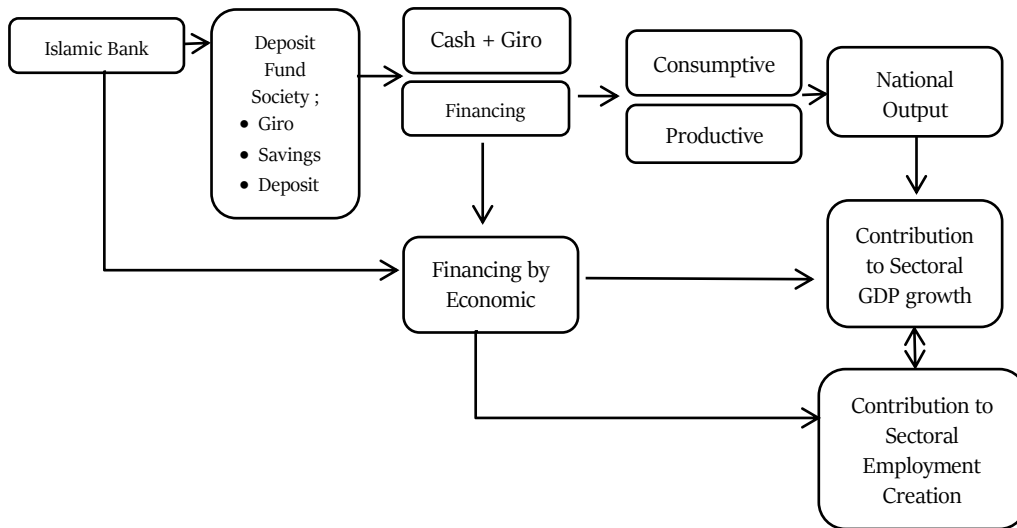 Islamic Bank
Deposit
Fund
Society ;
• Giro
• Savings
• Deposit
Cash + Giro
Financing
Consumptive
Productive
National
Output
Financing by
Economic
Contribution
to Sectoral
GDP growth
Contribution to
Sectoral
Employment
Creation